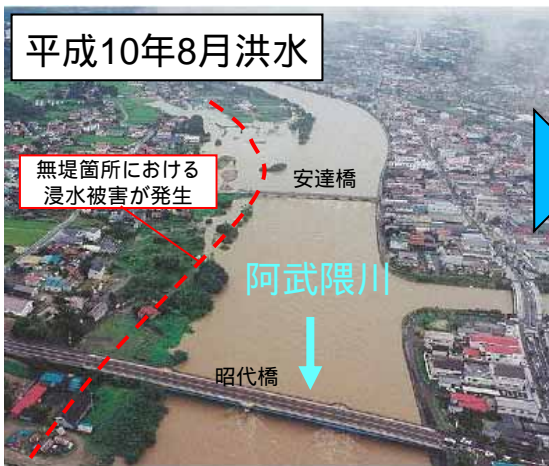 平成10年8月洪水
無堤箇所における
浸水被害が発生
安達橋
阿武隈川
昭代橋